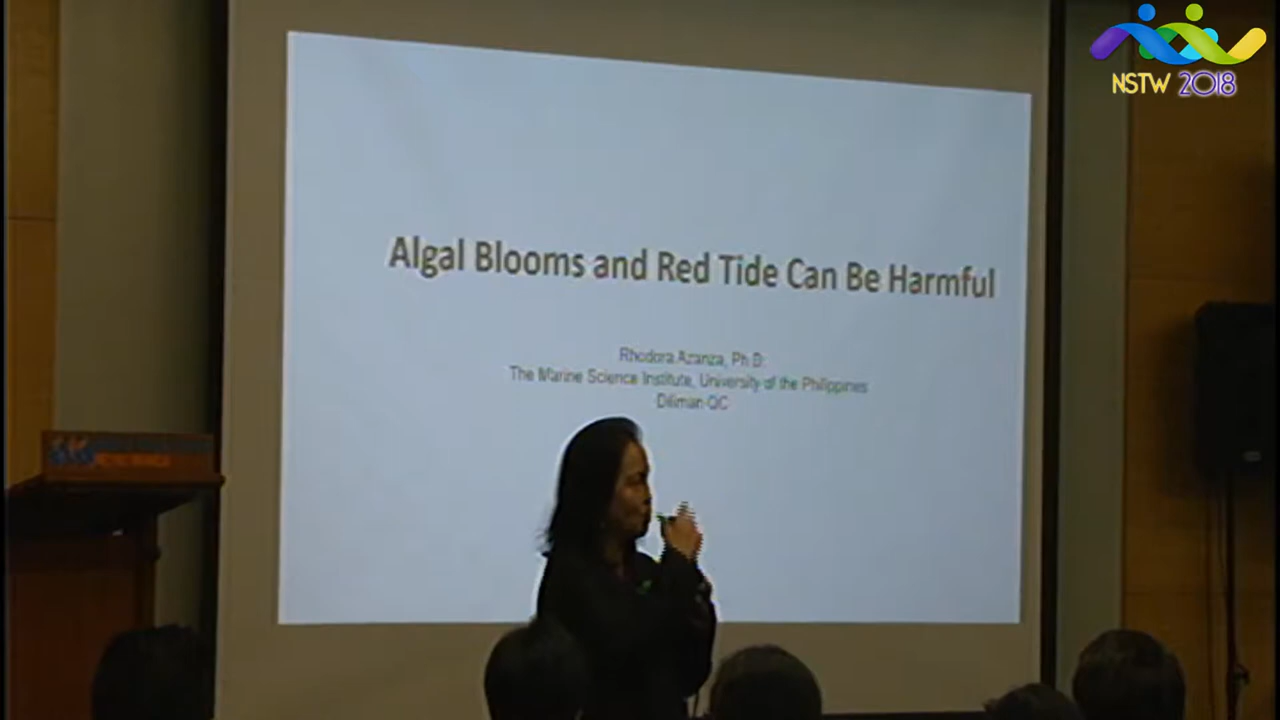 NSTW 2018
Algal Blooms and Red Tide Can Be Harmful
Rhodora Azanza, Ph.D.
The Marine Science Institute, University of the Philippines
Diliman QC